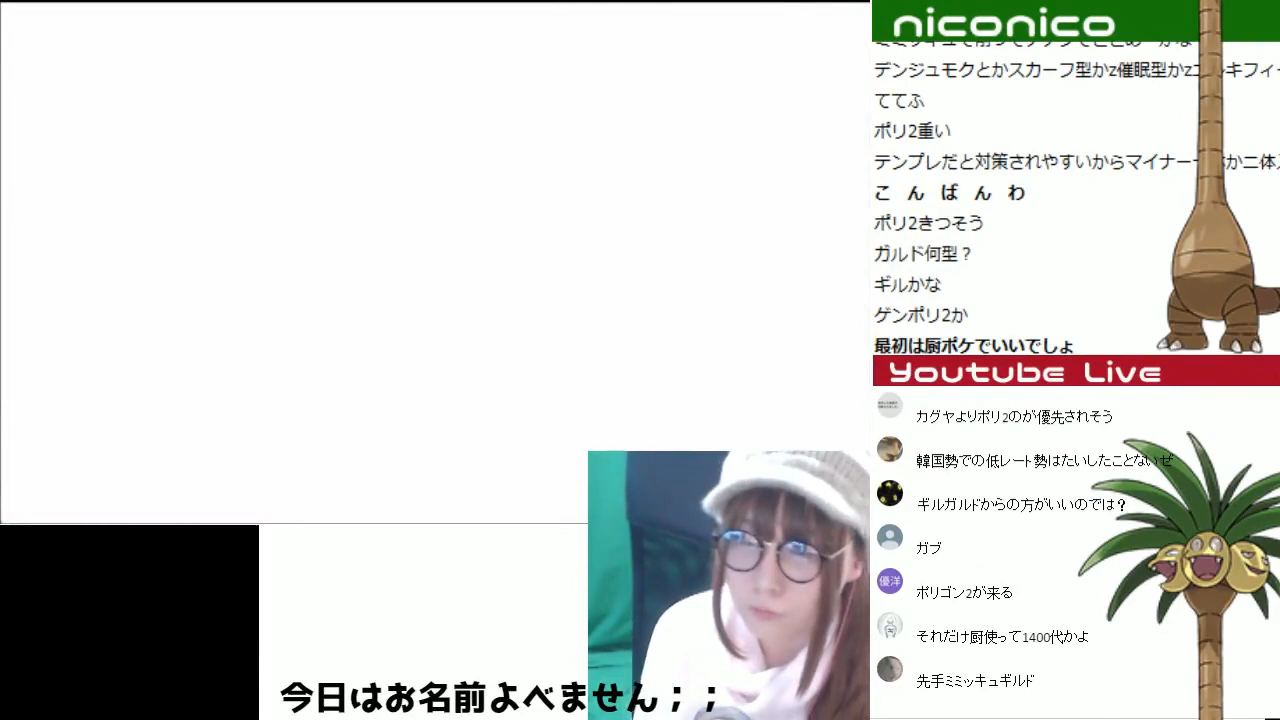 niconico
デンジュモクとかスカーフ型かz催眠型かzエ
キフィー
ててふ
ポリ2重い
テンプレだと対策されやすいからマイナー
か二体
こ ん ば ん わ
ポリ2きつそう
ガルド何型？
ギルかな
ゲンポリ2か
最初は厨ポケでいいでしょ
Youtube Live
カグヤよりポリ2のが優先されそう
韓国勢での低レート勢はたいしたことないぜ
ギルガルドからの方がいいのでは？
ガブ
優洋
ポリゴン2が来る
それだけ厨使って1400代かよ
先手ミミッキュギルド
今日はお名前よべません；；